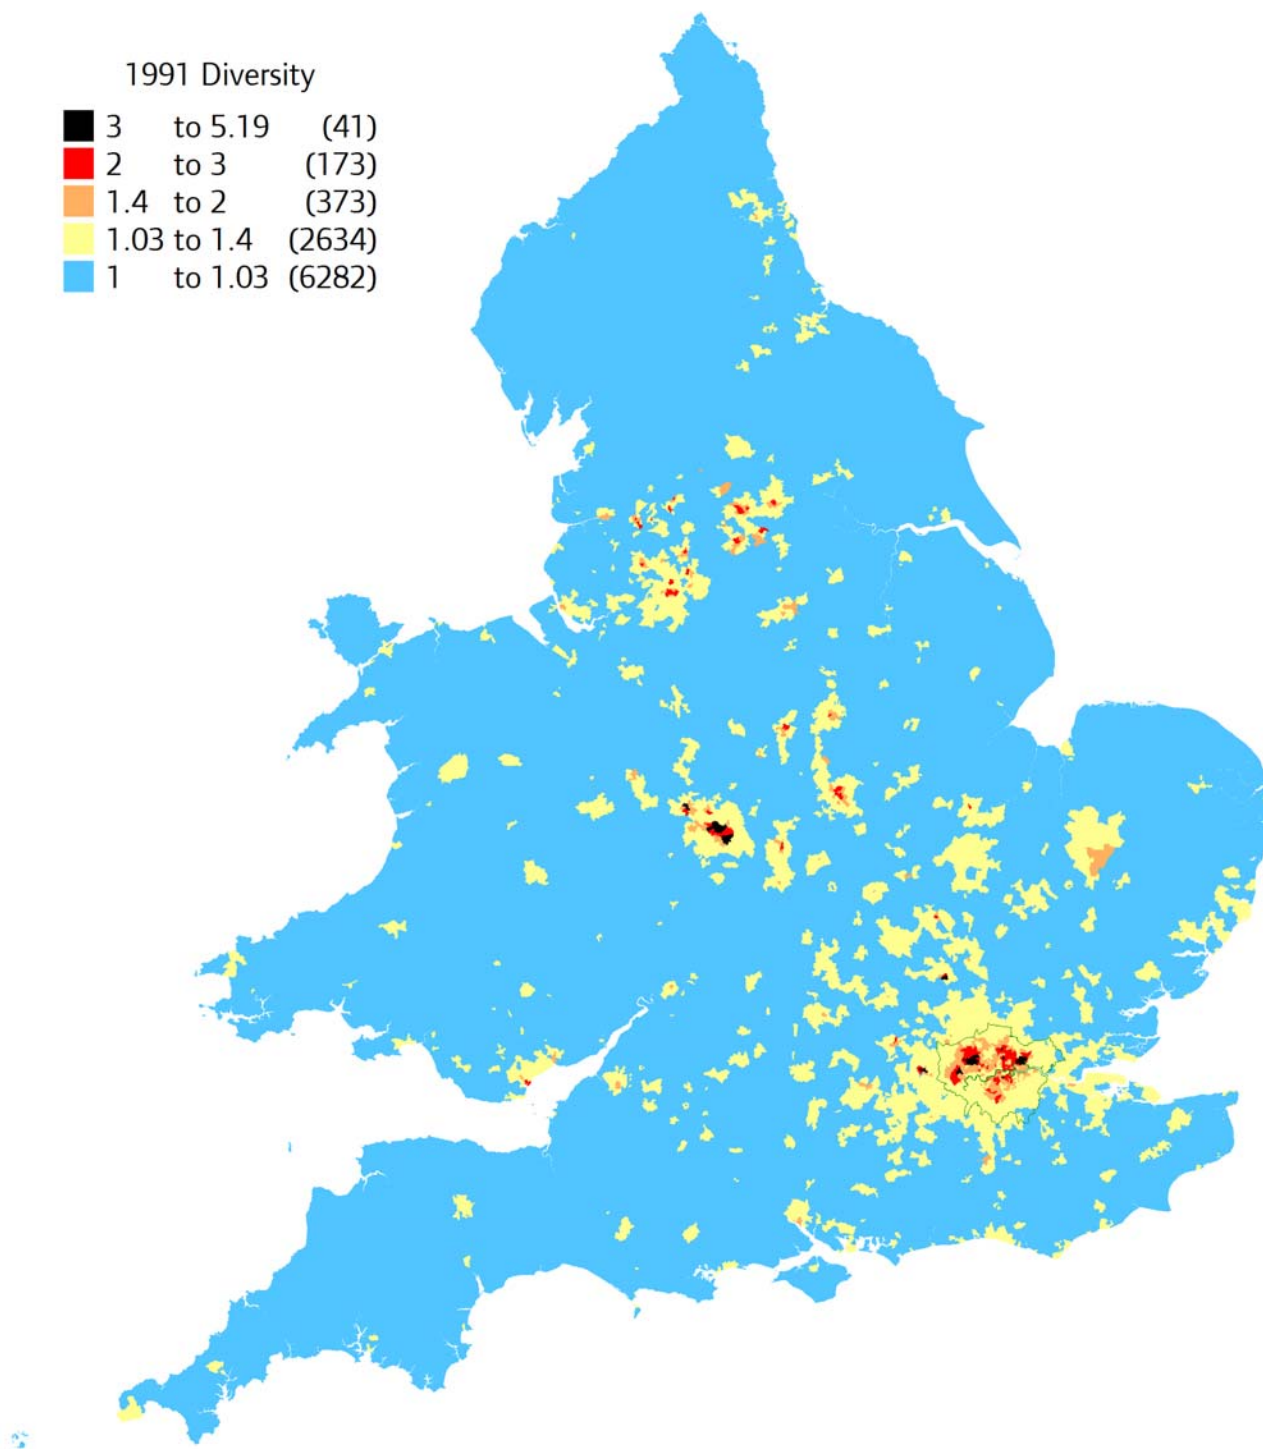 1991 Diversity
3 to 5.19 (41)
2 to 3 (173)
1.4 to 2 (373)
1.03 to 1.4 (2634)
1 to 1.03 (6282)